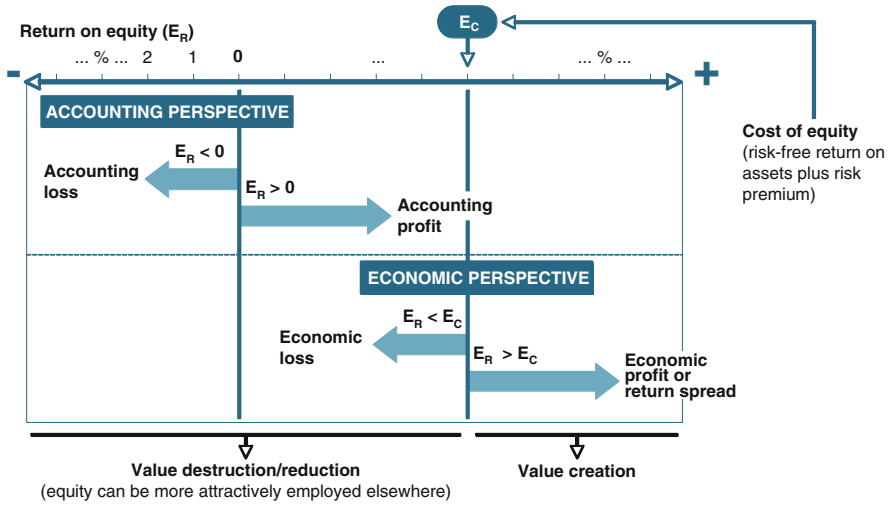 E_C
Return on equity (E_R)
- ... % ... 2 1 0 ... ... % ... +
ACCOUNTING PERSPECTIVE
E_R < 0
Accounting
loss
E_R > 0
Accounting
profit
Cost of equity
(risk-free return on
assets plus risk
premium)
ECONOMIC PERSPECTIVE
E_R < E_C
Economic
loss
E_R > E_C
Economic
profit or
return spread
Value destruction/reduction
(equity can be more attractively employed elsewhere)
Value creation